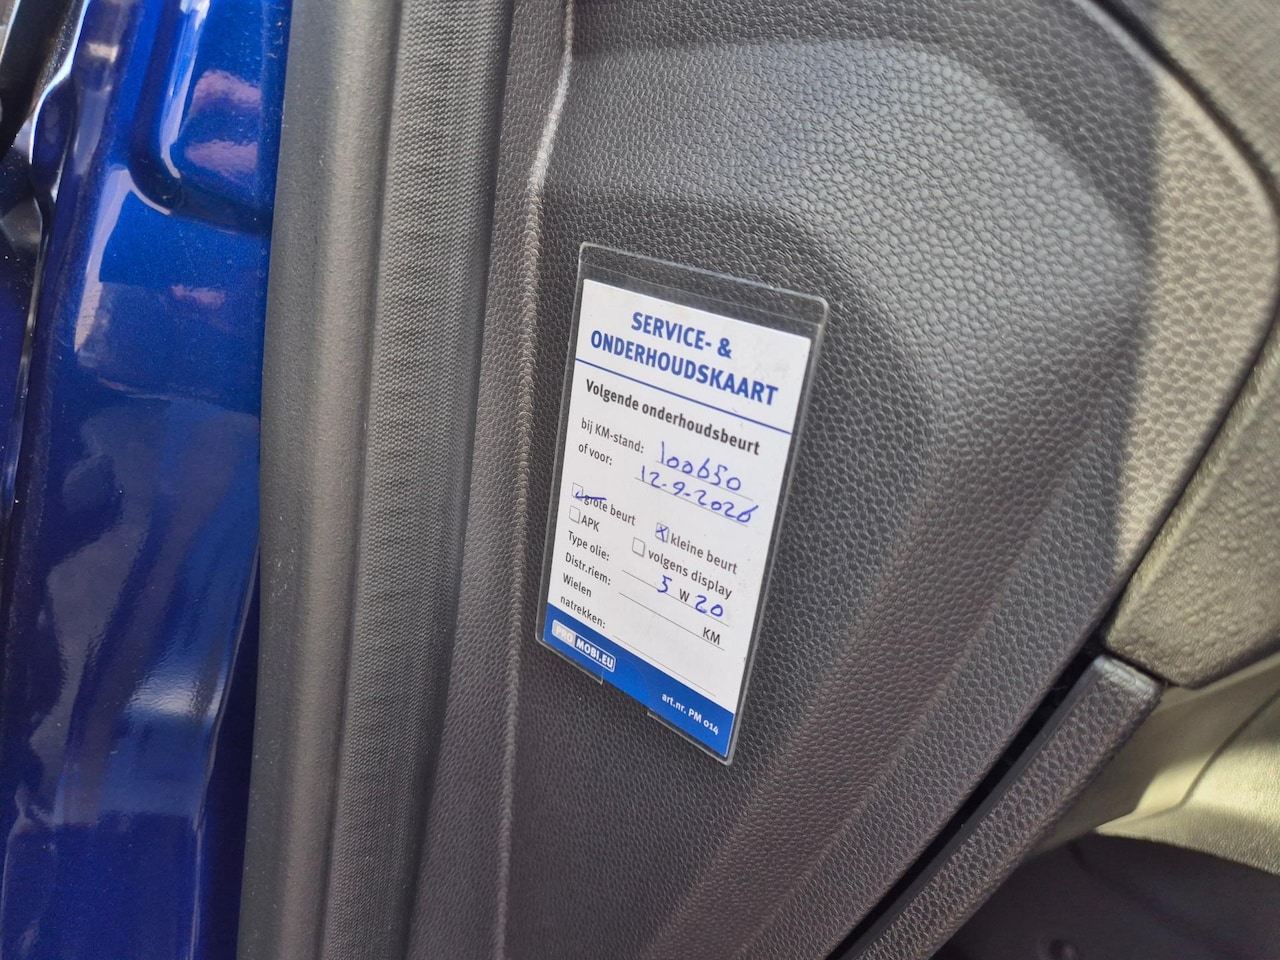 SERVICE- &
ONDERHOUDSKAART
Volgende onderhoudsbeurt
bij KM-stand: 100650
of voor: 12-9-2026
grote beurt kleine beurt
APK volgens display
Type olie: 5 W 20
Distr.riem: KM
Wielen
natrekken:
PROMOBI.EU
art.nr. PM 014